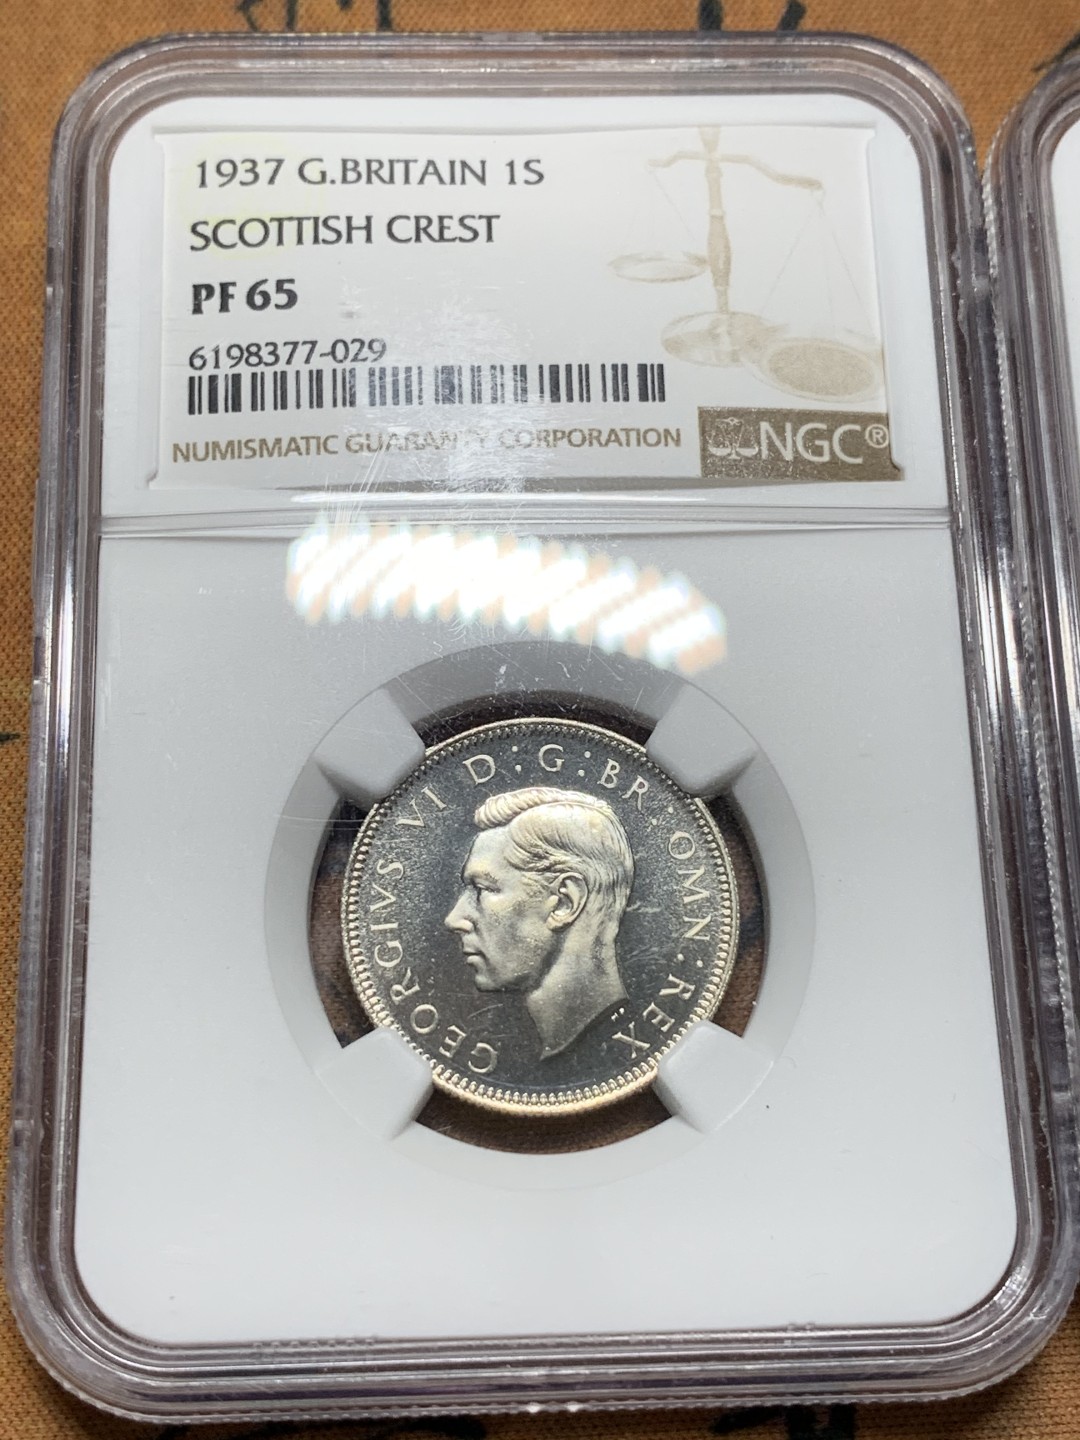 1937 G.BRITAIN 1S
SCOTTISH CREST
PF 65
6198377-029
NUMISMATIC GUARANTY CORPORATION
NGC®
GEORGIVS VI D:G:BR:OMN:REX